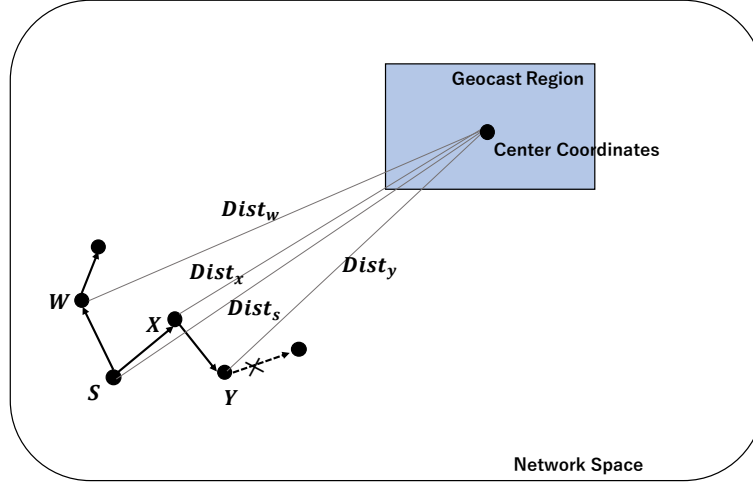 Geocast Region
Center Coordinates
Dist_w
Dist_x
Dist_y
Dist_s
W
X
S
Y
Network Space